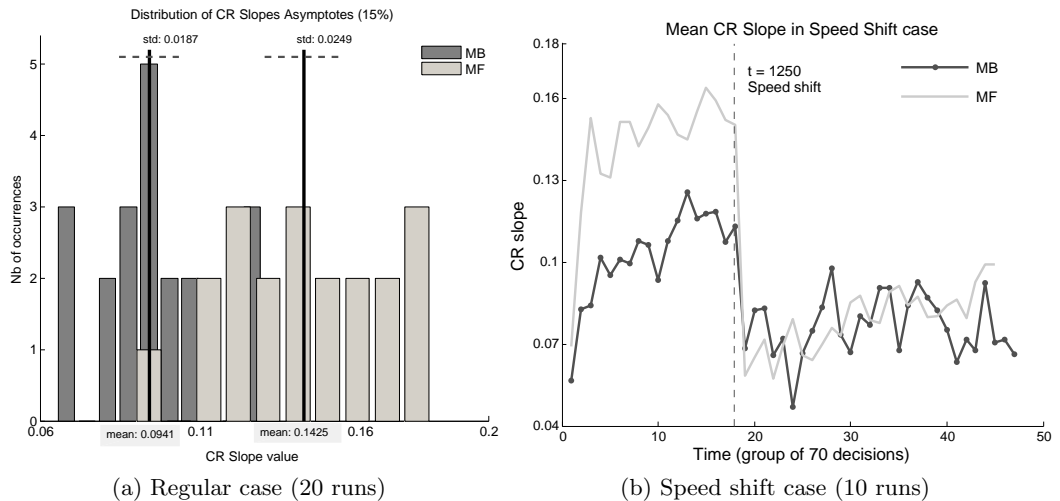 Distribution of CR Slopes Asymptotes (15%)
std: 0.0187
std: 0.0249
MB
MF
5
4
3
2
1
0
Nb of occurrences
0.06
0.11
0.16
0.2
mean: 0.0941
mean: 0.1425
CR Slope value
(a) Regular case (20 runs)
Mean CR Slope in Speed Shift case
0.18
0.16
0.13
0.1
0.07
0.04
CR slope
t = 1250
Speed shift
MB
MF
0
10
20
30
40
50
Time (group of 70 decisions)
(b) Speed shift case (10 runs)